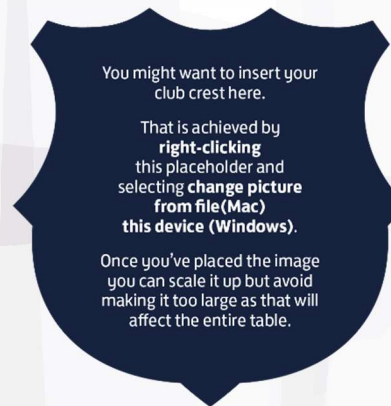 You might want to insert your
club crest here.
That is achieved by
right-clicking
this placeholder and
selecting change picture
from file(Mac)
this device (Windows).
Once you've placed the image
you can scale it up but avoid
making it too large as that will
affect the entire table.